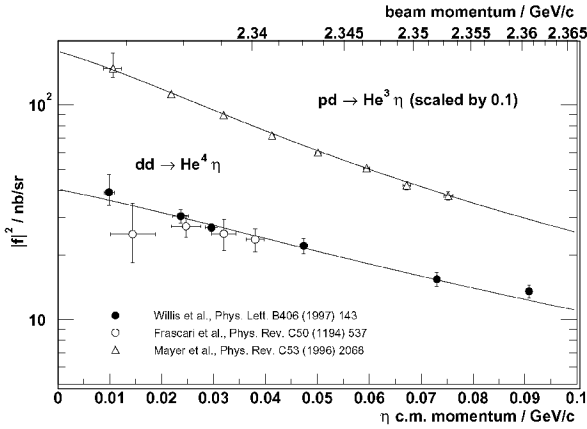 beam momentum / GeV/c
2.34 2.345 2.35 2.355 2.36 2.365
|f|² / nb/sr
10²
10
pd → He³ η (scaled by 0.1)
dd → He⁴ η
Willis et al., Phys. Lett. B406 (1997) 143
Frascari et al., Phys. Rev. C50 (1194) 537
Mayer et al., Phys. Rev. C53 (1996) 2068
0 0.01 0.02 0.03 0.04 0.05 0.06 0.07 0.08 0.09 0.1
η c.m. momentum / GeV/c